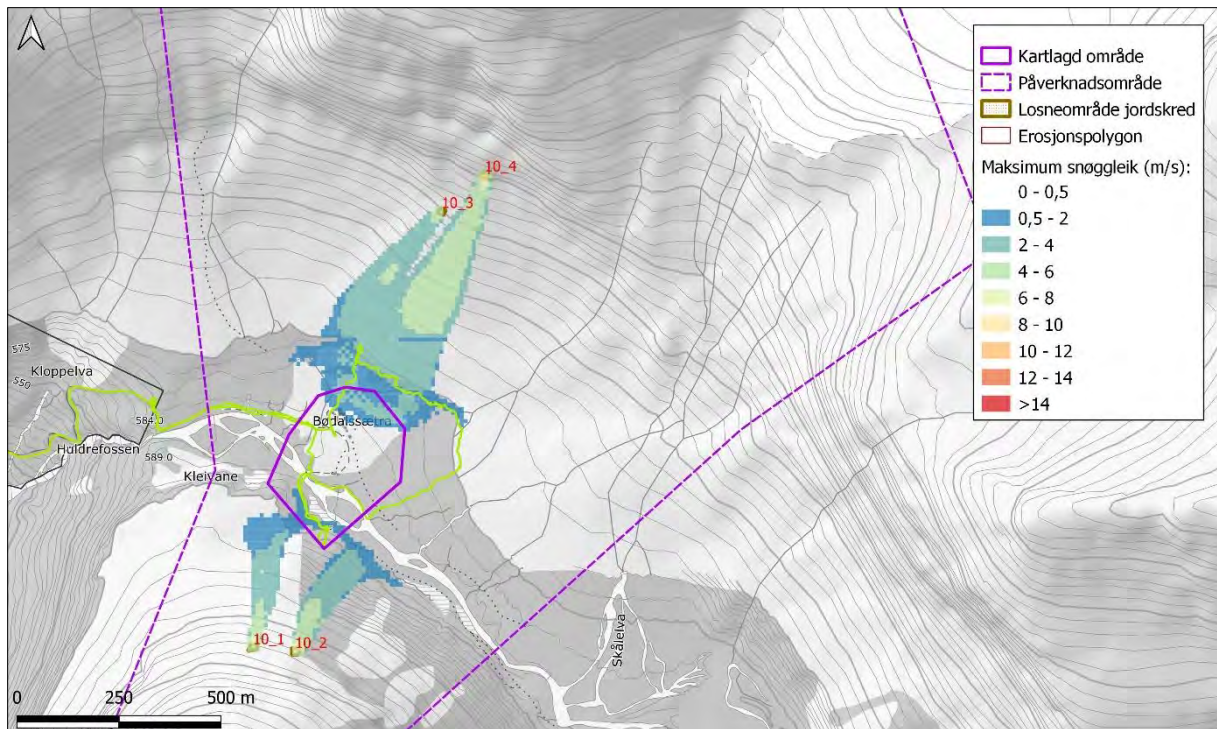 Kartlagd område
Påverknadsområde
Losneområde jordskred
Erosjonspolygon
Maksimum snøggleik (m/s):
0 - 0,5
0,5 - 2
2 - 4
4 - 6
6 - 8
8 - 10
10 - 12
12 - 14
>14
10_4
10_3
575
Kloppelva
550
584.0
Bødalssætra
Huldrefossen
589.0
Kleivane
10_1
10_2
Skålelva
0 250 500 m